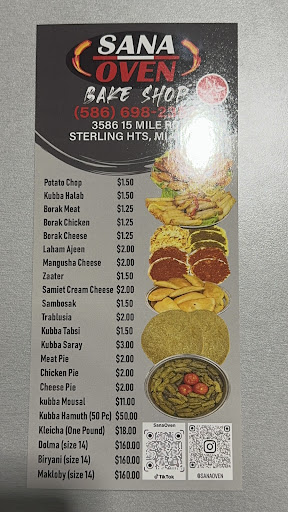 SANA
OVEN
BAKE SHOP
(586) 698-2
3586 15 MILE
STERLING HTS, MI
Potato Chop $1.50
Kubba Halab $1.50
Borak Meat $1.25
Borak Chicken $1.25
Borak Cheese $1.25
Laham Ajeen $2.00
Mangusha Cheese $2.00
Zaater $1.50
Samiet Cream Cheese $2.00
Sambosak $1.50
Trablusia $2.00
Kubba Tabsi $1.50
Kubba Saray $3.00
Meat Pie $2.00
Chicken Pie $2.00
Cheese Pie $2.00
kubba Mousal $11.00
Kubba Hamuth (50 Pc) $50.00
Kleicha (One Pound) $18.00
Dolma (size 14) $160.00
Biryani (size 14) $160.00
Makloby (size 14) $160.00
SanaOven
TikTok
@SANAOVEN